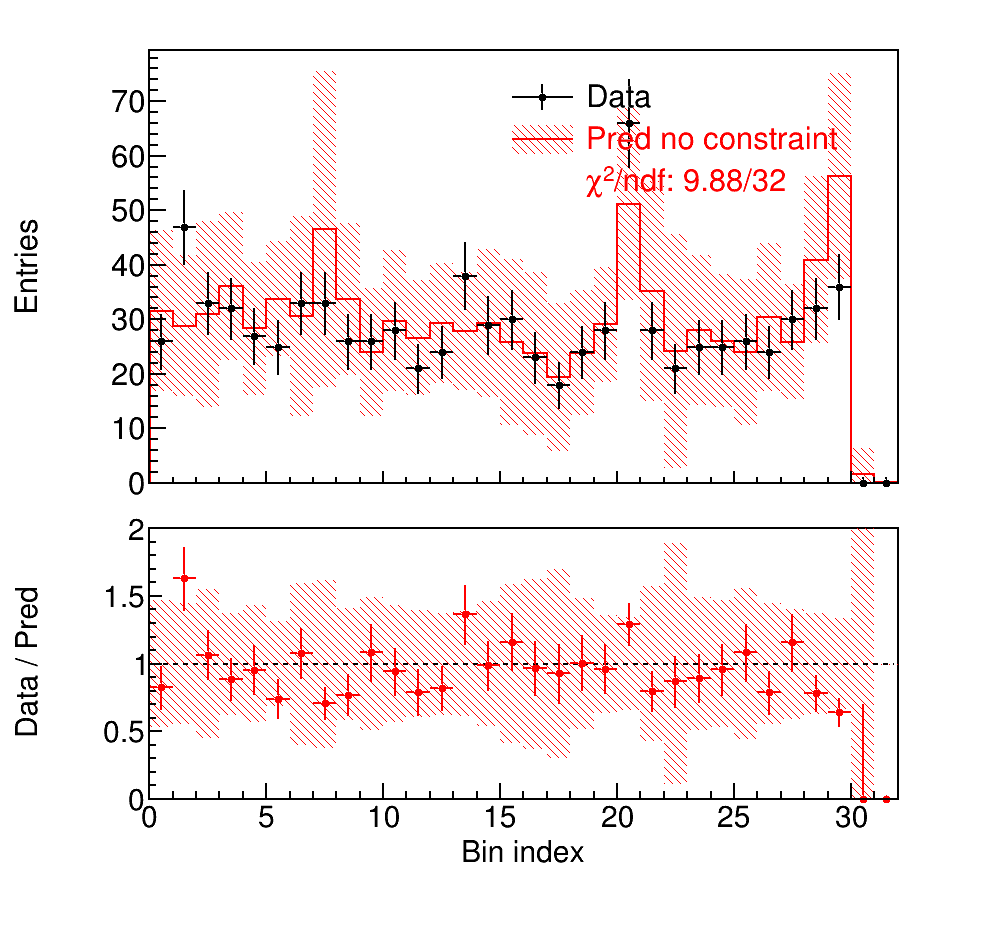 Entries
70
60
50
40
30
20
10
0
Data
Pred no constraint
χ²/ndf: 9.88/32
Data / Pred
2
1.5
1
0.5
0
0 5 10 15 20 25 30
Bin index